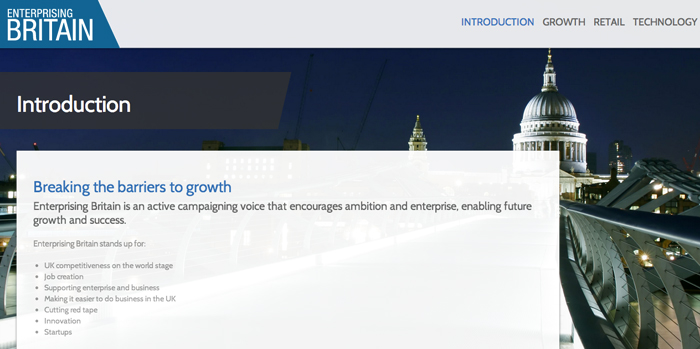 ENTERPRISING
BRITAIN
INTRODUCTION GROWTH RETAIL TECHNOLOGY
Introduction
Breaking the barriers to growth
Enterprising Britain is an active campaigning voice that encourages ambition and enterprise, enabling future
growth and success.
Enterprising Britain stands up for:
• UK competitiveness on the world stage
• Job creation
• Supporting enterprise and business
• Making it easier to do business in the UK
• Cutting red tape
• Innovation
• Startups